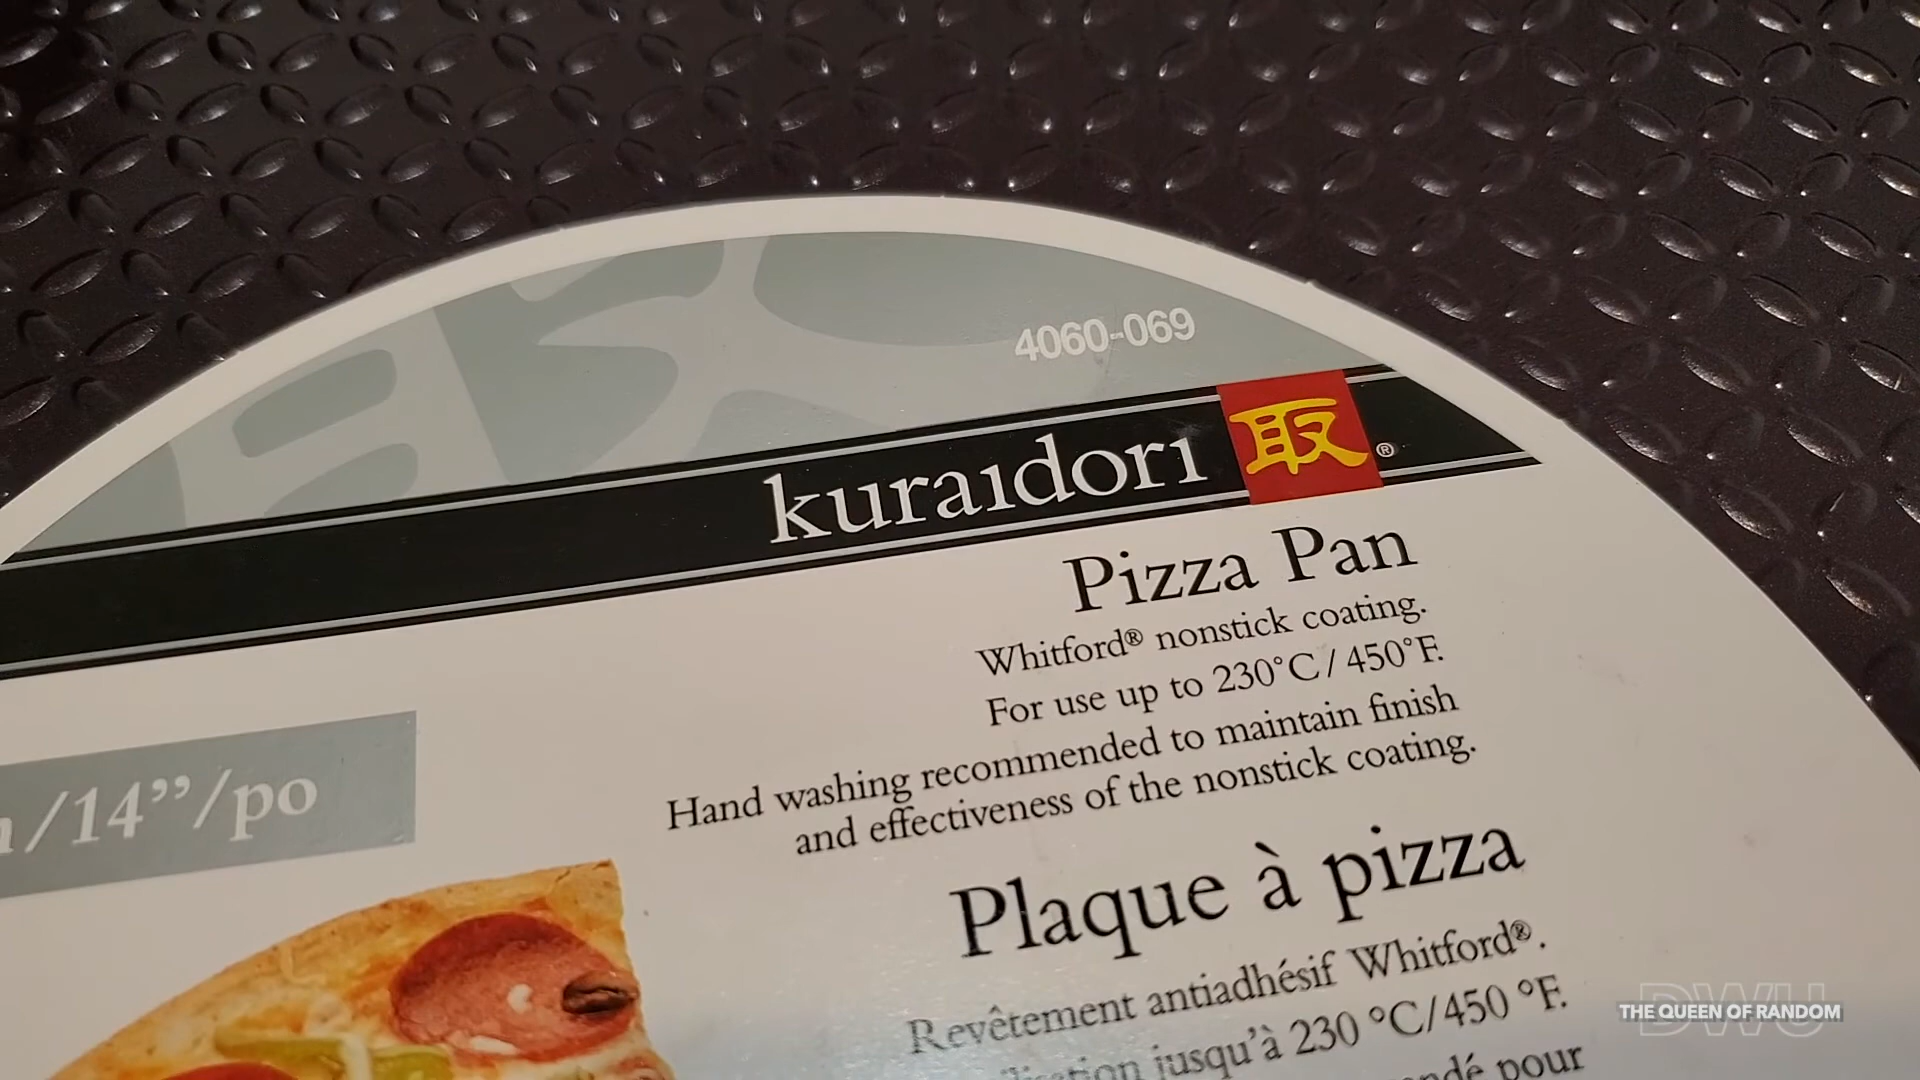 4060-069
kuraidori 取®
Pizza Pan
Whitford® nonstick coating.
For use up to 230°C / 450°F.
Hand washing recommended to maintain finish
and effectiveness of the nonstick coating.
/14”/po
Plaque à pizza
Revêtement antiadhésif Whitford®.
jusqu’à 230 °C/450 °F.
pour
DWU
THE QUEEN OF RANDOM